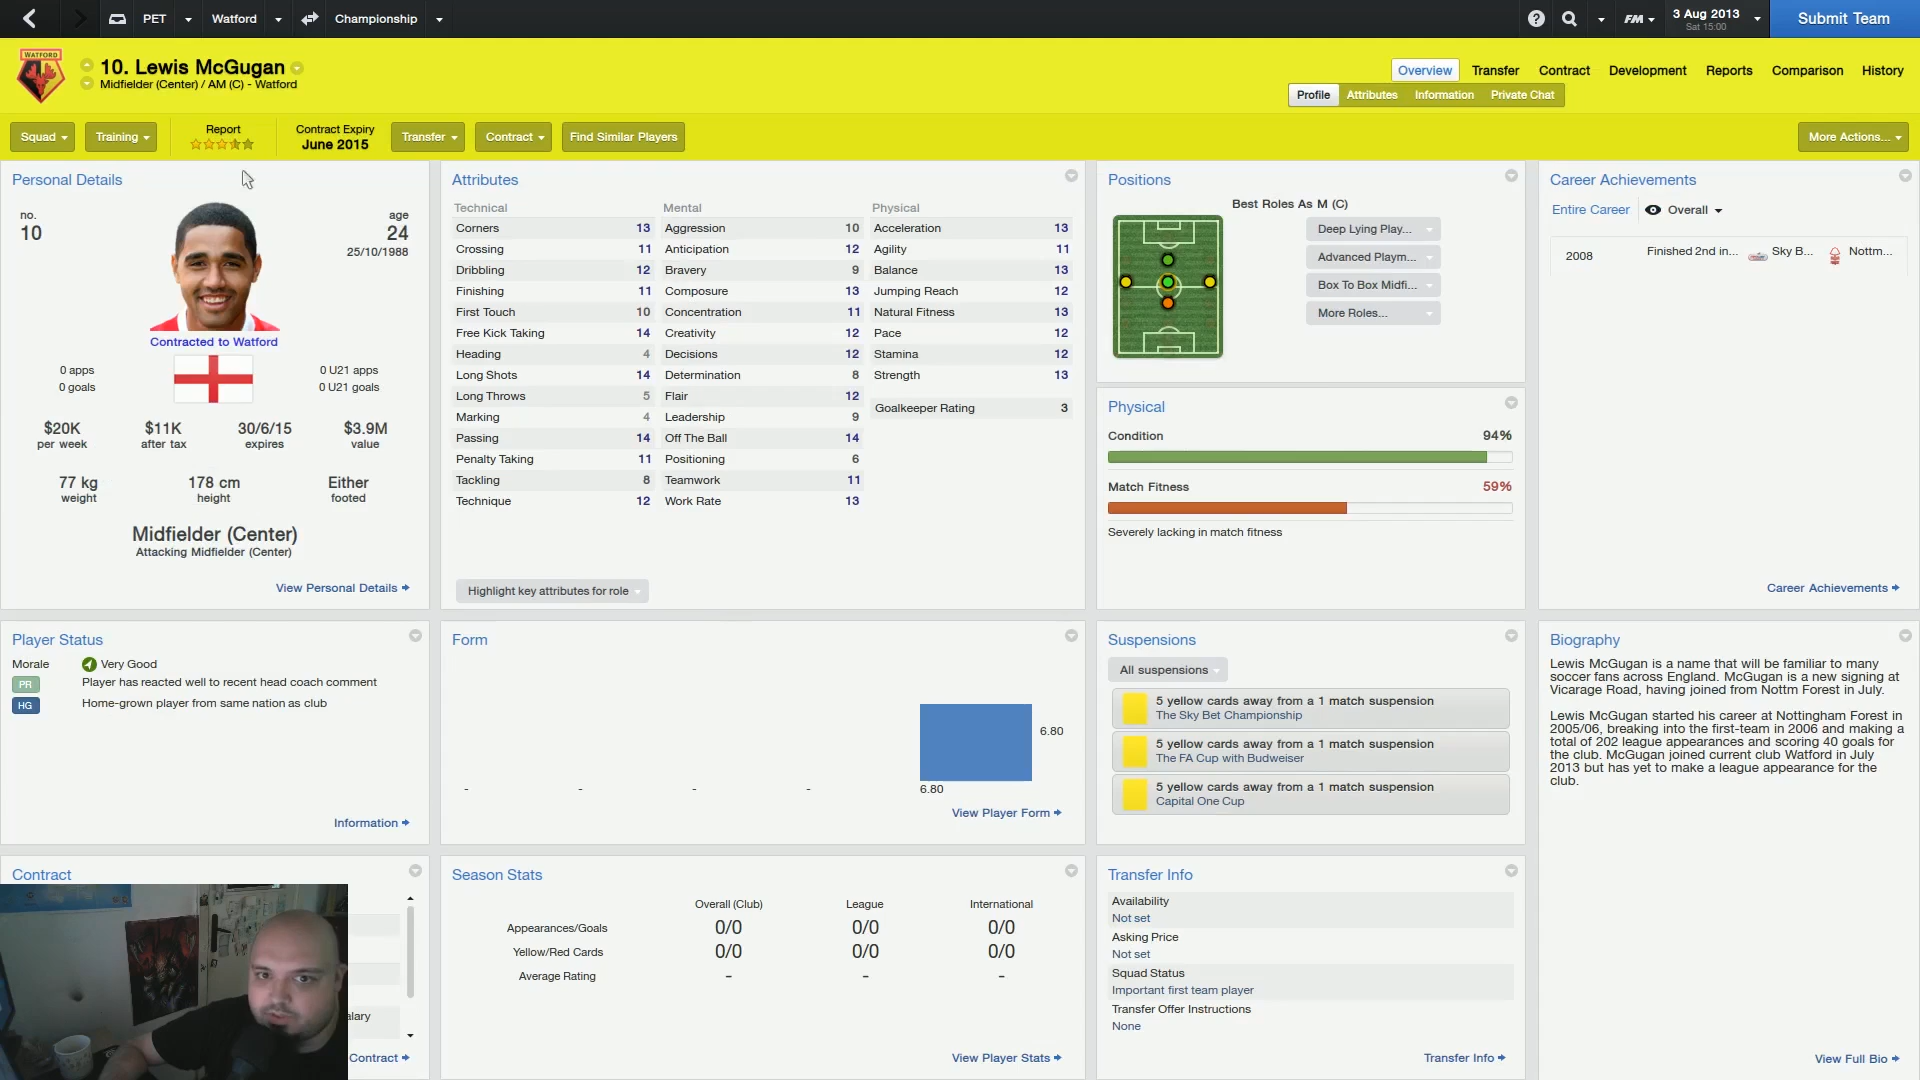 PET
Watford
Championship
FM
3 Aug 2013
Sat 15:00
Submit Team
WATFORD
10. Lewis McGugan
Midfielder (Center) / AM (C) - Watford
Overview Transfer Contract Development Reports Comparison History
Profile Attributes Information Private Chat
Squad
Training
Report
Contract Expiry
June 2015
Transfer
Contract
Find Similar Players
More Actions...
Personal Details
no.
10
age
24
25/10/1988
Contracted to Watford
0 apps
0 goals
0 U21 apps
0 U21 goals
$20K
per week
$11K
after tax
30/6/15
expires
$3.9M
value
77 kg
weight
178 cm
height
Either
footed
Midfielder (Center)
Attacking Midfielder (Center)
View Personal Details
Attributes
Technical
Corners 13
Crossing 11
Dribbling 12
Finishing 11
First Touch 10
Free Kick Taking 14
Heading 4
Long Shots 14
Long Throws 5
Marking 4
Passing 14
Penalty Taking 11
Tackling 8
Technique 12
Mental
Aggression 10
Anticipation 12
Bravery 9
Composure 13
Concentration 11
Creativity 12
Decisions 12
Determination 8
Flair 12
Leadership 9
Off The Ball 14
Positioning 6
Teamwork 11
Work Rate 13
Physical
Acceleration 13
Agility 11
Balance 13
Jumping Reach 12
Natural Fitness 13
Pace 12
Stamina 12
Strength 13
Goalkeeper Rating 3
Highlight key attributes for role
Positions
Best Roles As M (C)
Deep Lying Play...
Advanced Playm...
Box To Box Midfi...
More Roles...
Physical
Condition 94%
Match Fitness 59%
Severely lacking in match fitness
Career Achievements
Entire Career Overall
2008 Finished 2nd in... Sky B... Nottm...
Career Achievements
Player Status
Morale Very Good
PR Player has reacted well to recent head coach comment
HG Home-grown player from same nation as club
Information
Form
- - - - 6.80
6.80
View Player Form
Suspensions
All suspensions
5 yellow cards away from a 1 match suspension
The Sky Bet Championship
5 yellow cards away from a 1 match suspension
The FA Cup with Budweiser
5 yellow cards away from a 1 match suspension
Capital One Cup
Biography
Lewis McGugan is a name that will be familiar to many
soccer fans across England. McGugan is a new signing at
Vicarage Road, having joined from Nottm Forest in July.
Lewis McGugan started his career at Nottingham Forest in
2005/06, breaking into the first-team in 2006 and making a
total of 202 league appearances and scoring 40 goals for
the club. McGugan joined current club Watford in July
2013 but has yet to make a league appearance for the
club.
View Full Bio
Contract
alary
Contract
Season Stats
Overall (Club) League International
Appearances/Goals 0/0 0/0 0/0
Yellow/Red Cards 0/0 0/0 0/0
Average Rating - - -
View Player Stats
Transfer Info
Availability
Not set
Asking Price
Not set
Squad Status
Important first team player
Transfer Offer Instructions
None
Transfer Info